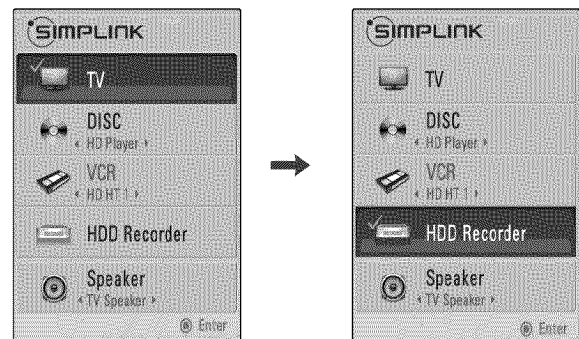 SIMPLINK
TV
DISC
◄ HD Player ►
VCR
◄ HD HT 1 ►
HDD Recorder
Speaker
◄ TV Speaker ►
Enter
SIMPLINK
TV
DISC
◄ HD Player ►
VCR
◄ HD HT 1 ►
HDD Recorder
Speaker
◄ TV Speaker ►
Enter